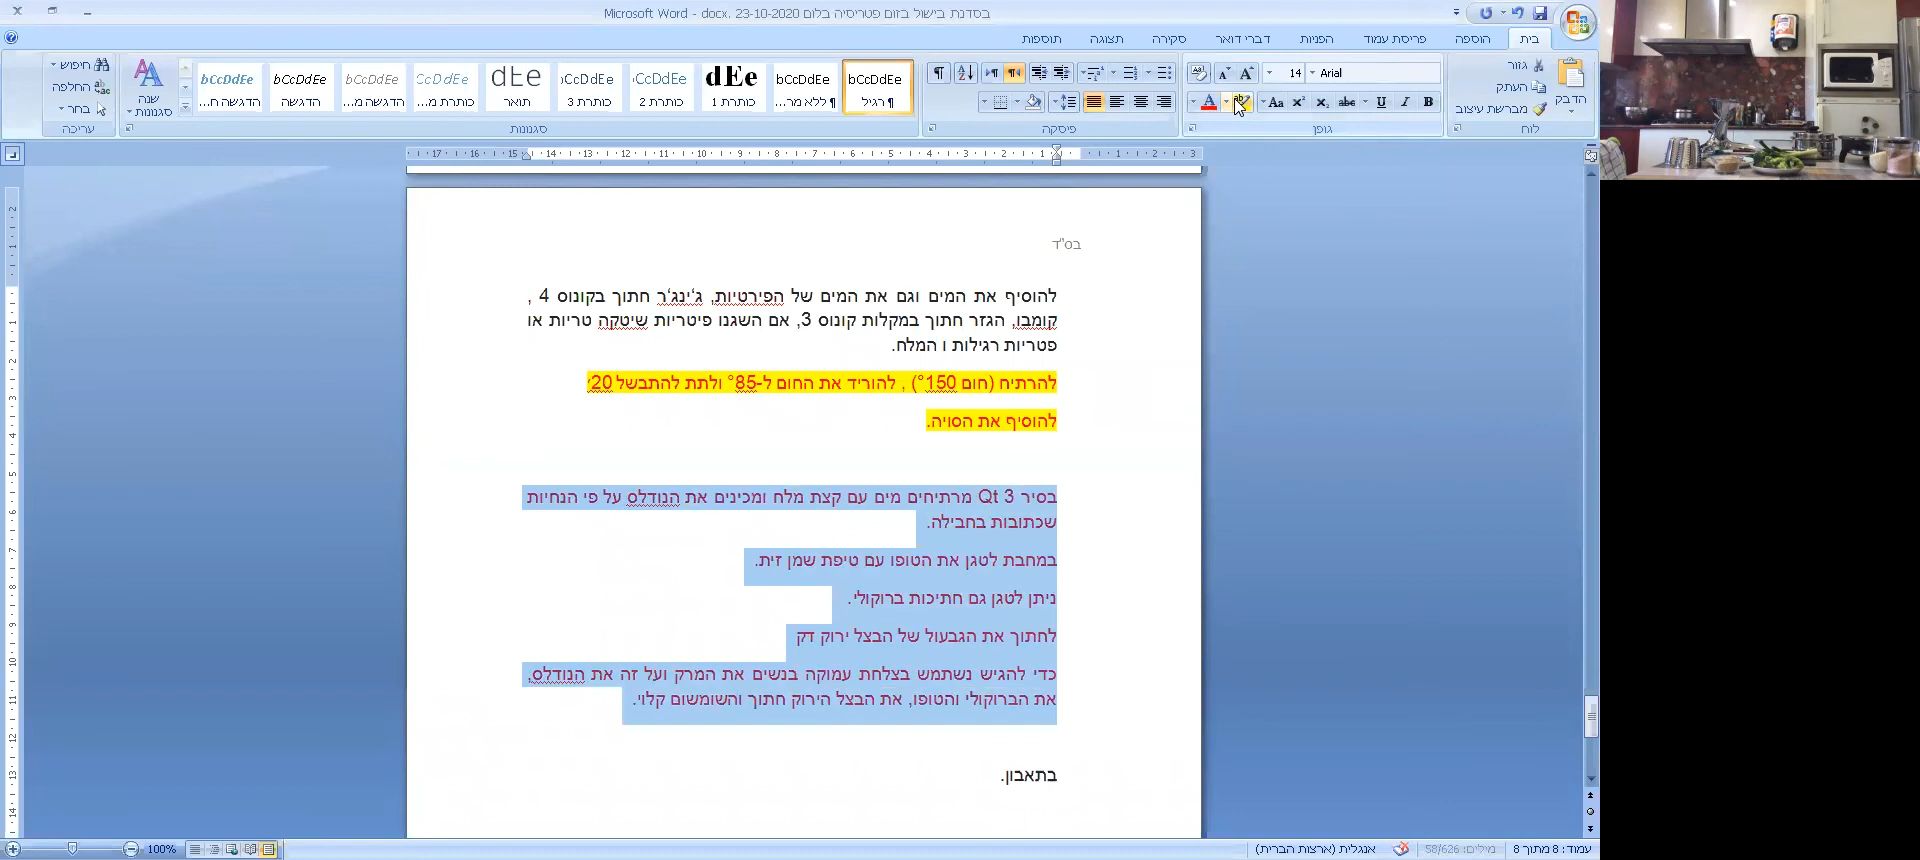 בסדנת בישול בזום פטריסיה בלום 23-10-2020 .docx - Microsoft Word
בית
הוספה
פריסת עמוד
הפניות
דברי דואר
סקירה
תצוגה
תוספות
הדבק
גזור
העתק
מברשת עיצוב
לוח
Arial
14
גופן
פיסקה
AaBbCcDd
¶ רגיל
¶ ללא מר...
כותרת 1
כותרת 2
כותרת 3
תואר
כותרת מ...
הדגשה מ...
הדגשה
הדגשה ח...
שנה סגנונות
סגנונות
חיפוש
החלפה
בחר
עריכה
בס"ד
להוסיף את המים וגם את המים של הפירטיות, ג'ינג'ר חתוך בקונוס 4 ,
קומבו, הגזר חתוך במקלות קונוס 3, אם השגנו פיטריות שיטקה טריות או
פטריות רגילות ו המלח.
להרתיח (חום 150°) , להוריד את החום ל-85° ולתת להתבשל 20'
להוסיף את הסויה.
בסיר 3 Qt מרתיחים מים עם קצת מלח ומכינים את הנודלס על פי הנחיות
שכתובות בחבילה.
במחבת לטגן את הטופו עם טיפת שמן זית.
ניתן לטגן גם חתיכות ברוקולי.
לחתוך את הגבעול של הבצל ירוק דק
כדי להגיש נשתמש בצלחת עמוקה בנשים את המרק ועל זה את הנודלס,
את הברוקולי והטופו, את הבצל הירוק חתוך והשומשום קלוי.
בתאבון.
עמוד: 8 מתוך 8
מילים: 58/626
אנגלית (ארצות הברית)
100%